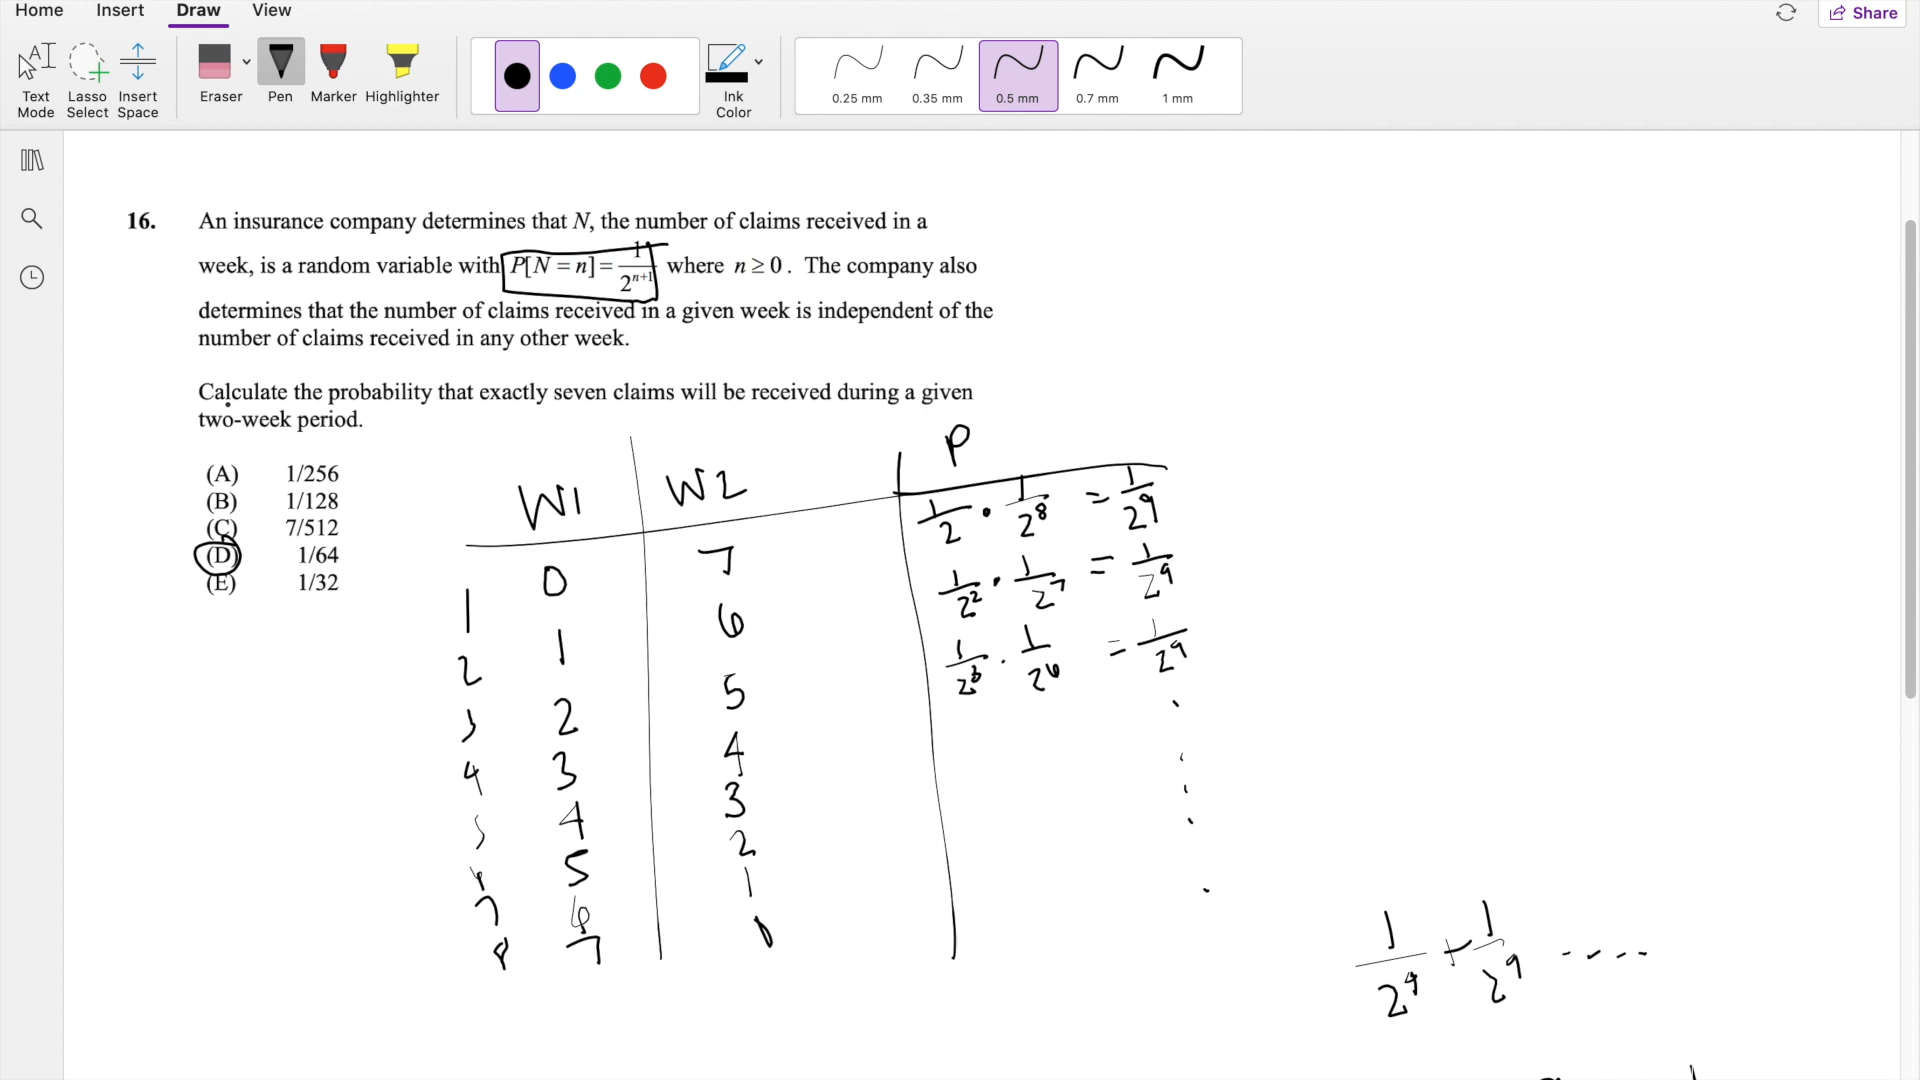 Home Insert Draw View
Share
Text Mode
Lasso Select
Insert Space
Eraser
Pen
Marker
Highlighter
Ink Color
0.25 mm
0.35 mm
0.5 mm
0.7 mm
1 mm
16. An insurance company determines that N, the number of claims received in a
week, is a random variable with P[N = n] = 1/2^(n+1) where n ≥ 0. The company also
determines that the number of claims received in a given week is independent of the
number of claims received in any other week.
Calculate the probability that exactly seven claims will be received during a given
two-week period.
(A) 1/256
(B) 1/128
(C) 7/512
(D) 1/64
(E) 1/32
W1 W2 P
1 0 7 1/2 · 1/2^8 = 1/2^9
2 1 6 1/2^2 · 1/2^7 = 1/2^9
3 2 5 1/2^3 · 1/2^6 = 1/2^9
4 3 4
5 4 3
5 2
7 6 1
8 7 0
1/2^9 + 1/2^9 ----